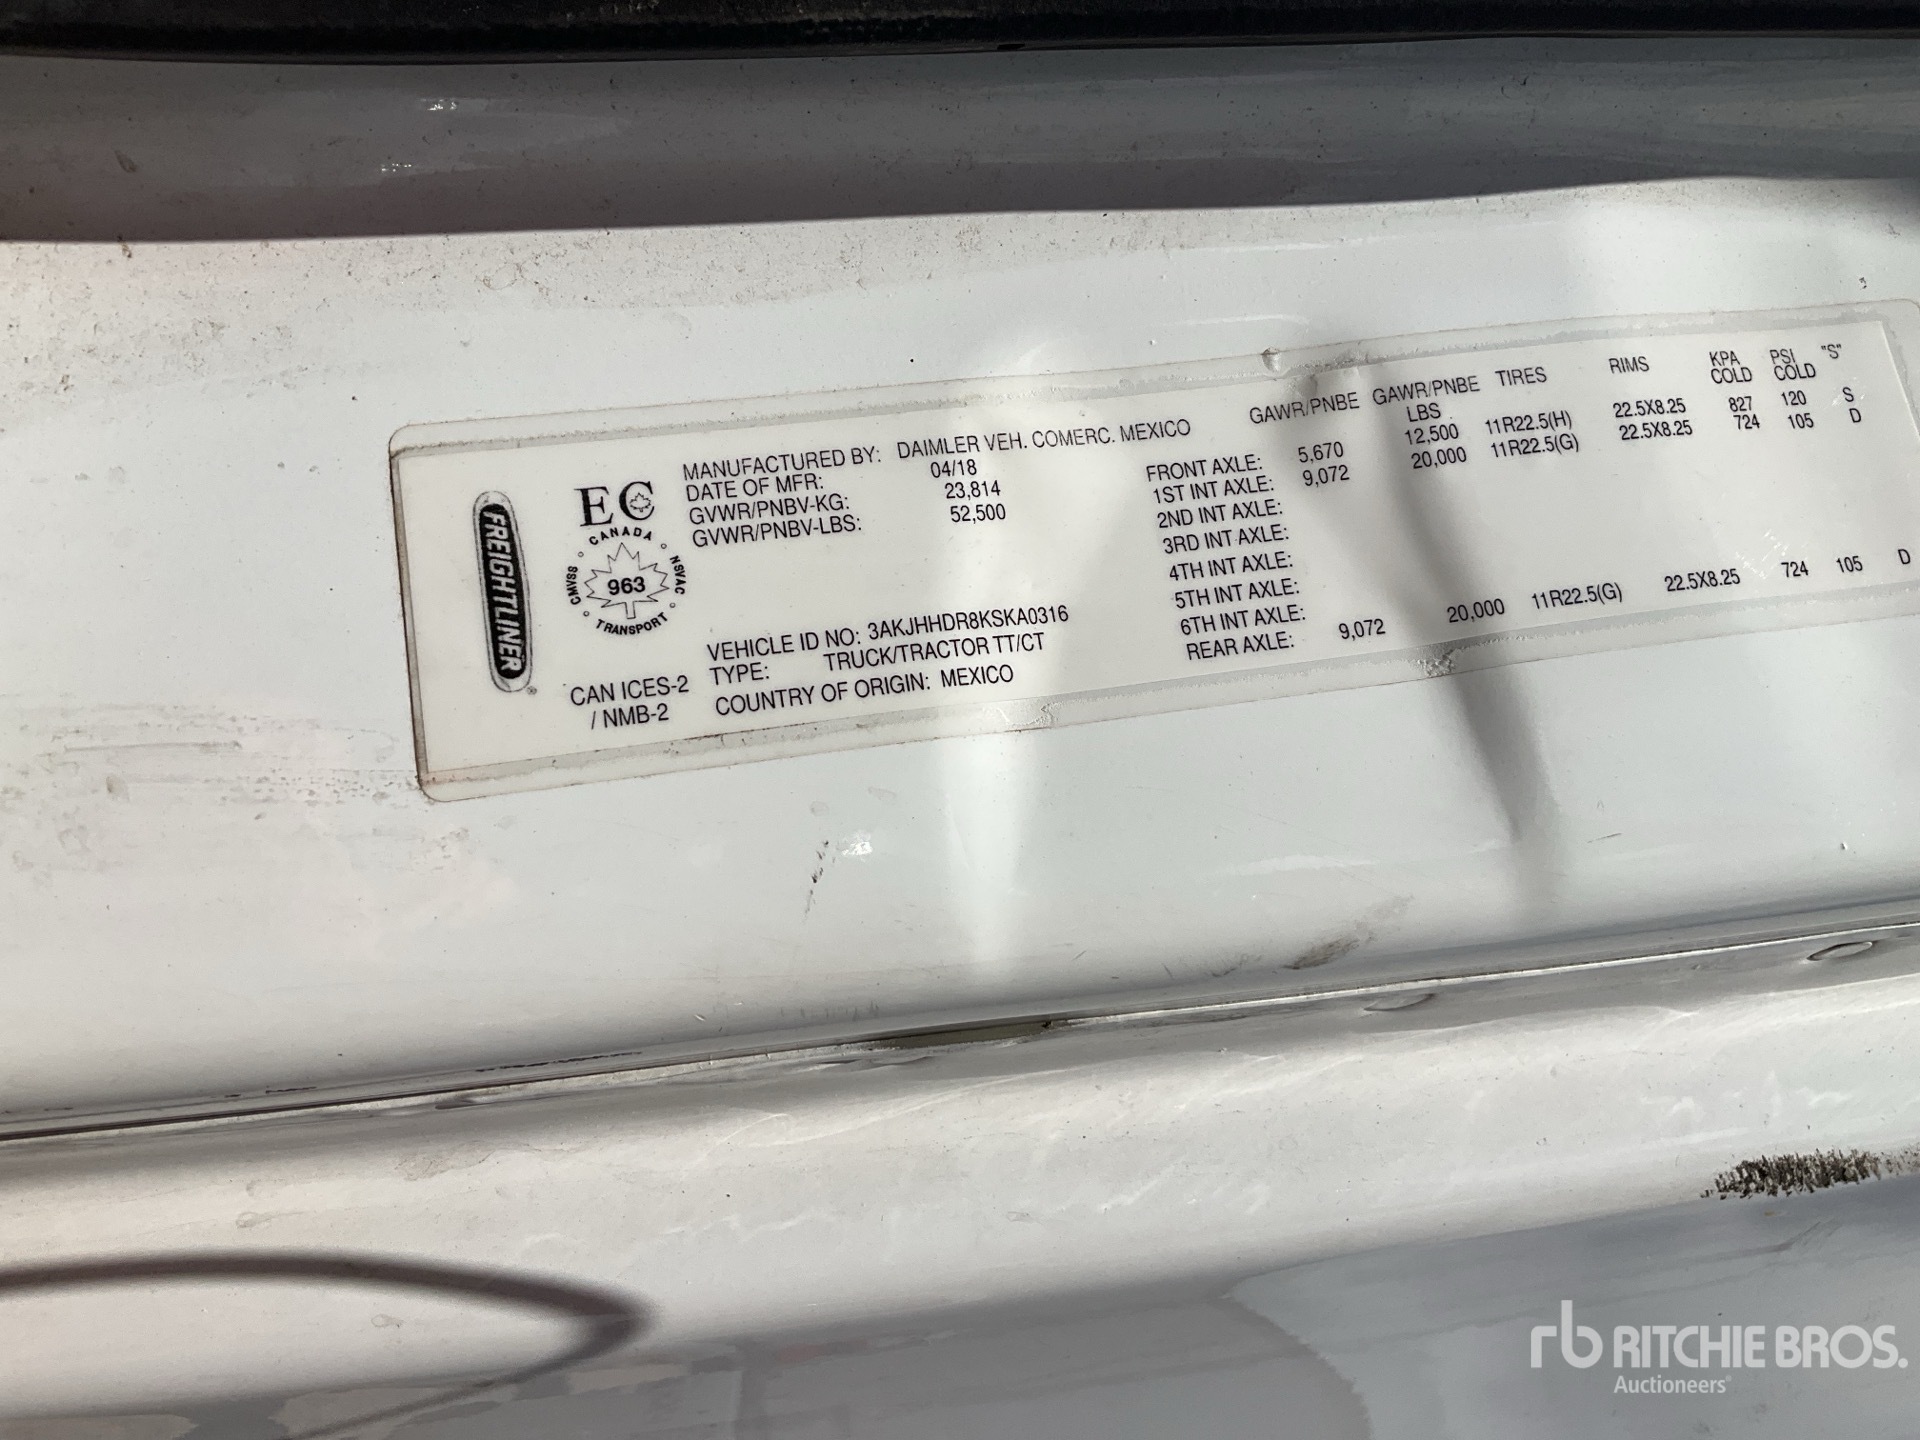 FREIGHTLINER
EC
CANADA
CMVSS
963
NSVAC
TRANSPORT
CAN ICES-2
/ NMB-2
MANUFACTURED BY: DAIMLER VEH. COMERC. MEXICO
DATE OF MFR: 04/18
GVWR/PNBV-KG: 23,814
GVWR/PNBV-LBS: 52,500
VEHICLE ID NO: 3AKJHHDR8KSKA0316
TYPE: TRUCK/TRACTOR TT/CT
COUNTRY OF ORIGIN: MEXICO
GAWR/PNBE GAWR/PNBE TIRES RIMS KPA PSI "S"
LBS COLD COLD
FRONT AXLE: 5,670 12,500 11R22.5(H) 22.5X8.25 827 120 S
1ST INT AXLE: 9,072 20,000 11R22.5(G) 22.5X8.25 724 105 D
2ND INT AXLE:
3RD INT AXLE:
4TH INT AXLE:
5TH INT AXLE:
6TH INT AXLE:
REAR AXLE: 9,072 20,000 11R22.5(G) 22.5X8.25 724 105 D
rb RITCHIE BROS.
Auctioneers